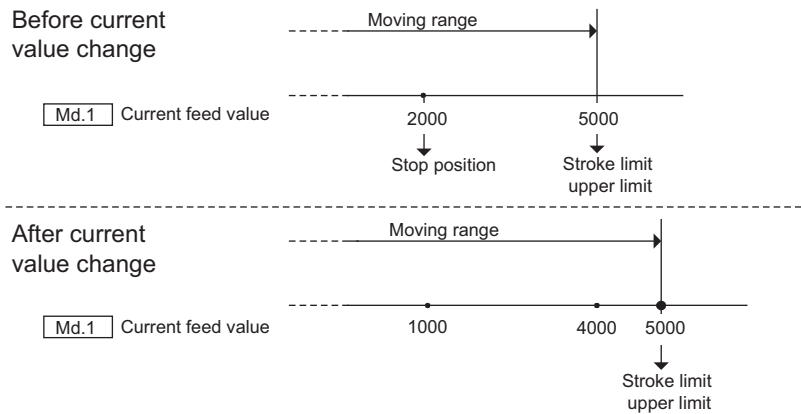 Before current
value change
Moving range
Md.1 Current feed value
2000
5000
Stop position
Stroke limit
upper limit
After current
value change
Moving range
Md.1 Current feed value
1000
4000
5000
Stroke limit
upper limit